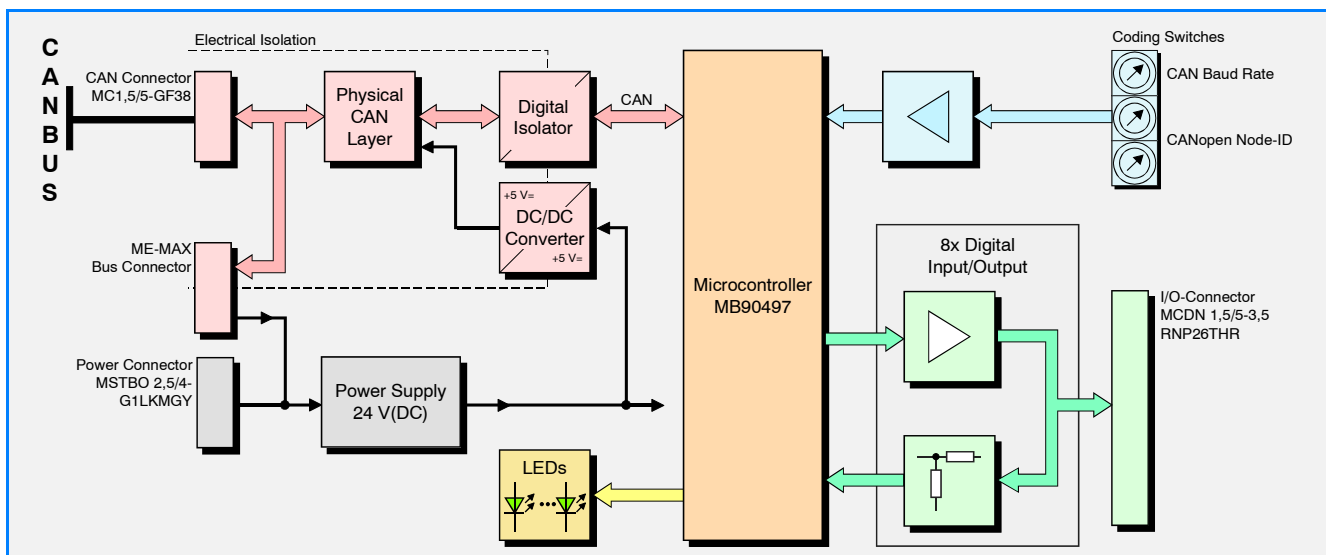 CANBUS
Electrical Isolation
CAN Connector
MC1,5/5-GF38
Physical
CAN
Layer
Digital
Isolator
CAN
Coding Switches
CAN Baud Rate
CANopen Node-ID
+5 V=
DC/DC
Converter
+5 V=
ME-MAX
Bus Connector
Microcontroller
MB90497
8x Digital
Input/Output
I/O-Connector
MCDN 1,5/5-3,5
RNP26THR
Power Connector
MSTBO 2,5/4-
G1LKMGY
Power Supply
24 V(DC)
LEDs